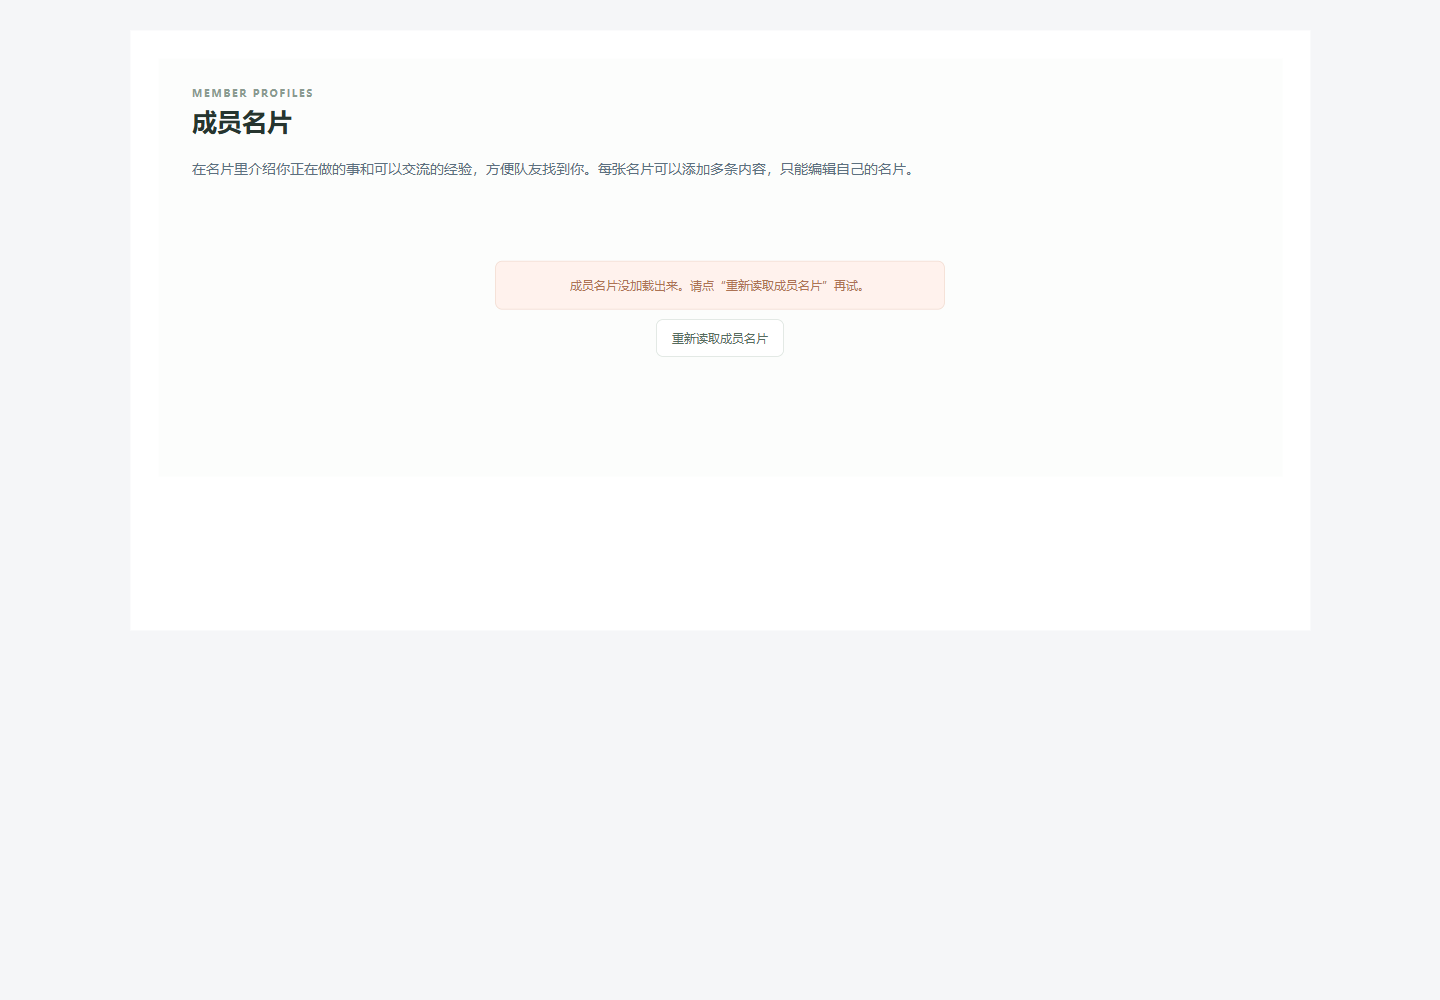 MEMBER PROFILES
成员名片
在名片里介绍你正在做的事和可以交流的经验，方便队友找到你。每张名片可以添加多条内容，只能编辑自己的名片。
成员名片没加载出来。请点“重新读取成员名片”再试。
重新读取成员名片